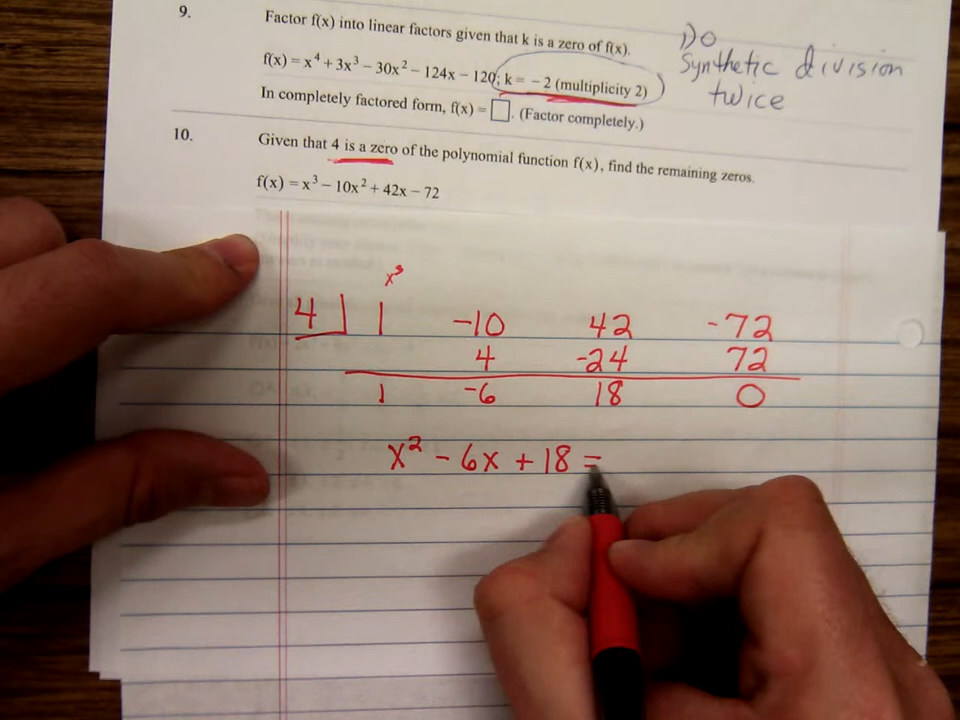 9.
Factor f(x) into linear factors given that k is a zero of f(x).
f(x) = x⁴ + 3x³ − 30x² − 124x − 120; k = − 2 (multiplicity 2)
In completely factored form, f(x) = □. (Factor completely.)
Do
Synthetic division
twice
10.
Given that 4 is a zero of the polynomial function f(x), find the remaining zeros.
f(x) = x³ − 10x² + 42x − 72
x³
4 1 -10 42 -72
4 -24 72
1 -6 18 0
x² - 6x + 18 =